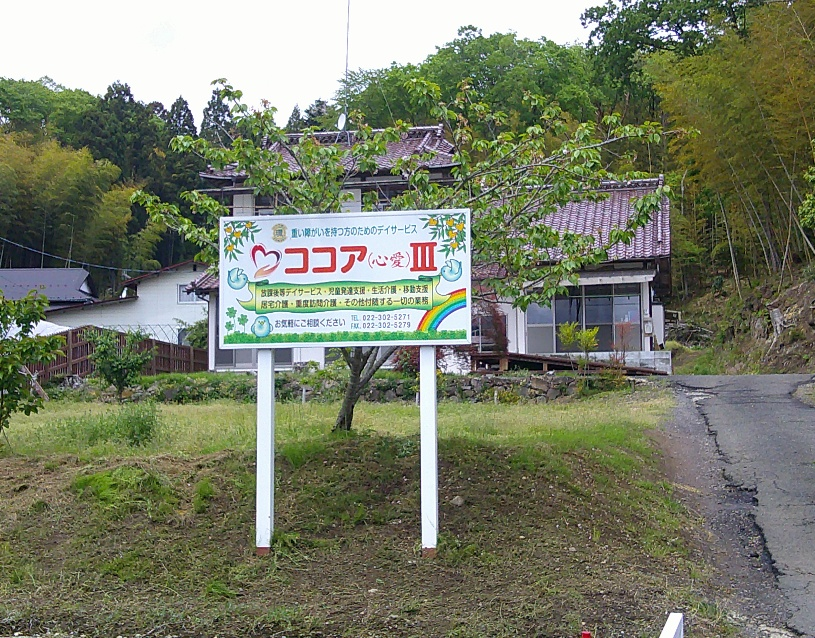 重い障がいを持つ方のためのデイサービス
ココア(心愛)Ⅲ
放課後等デイサービス・児童発達支援・生活介護・移動支援
居宅介護・重度訪問介護・その他付随する一切の業務
お気軽にご相談ください
TEL. 022-302-5271
FAX. 022-302-5279